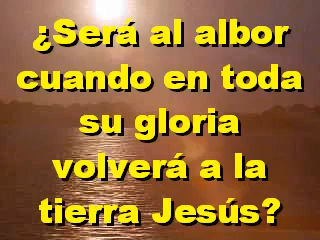 ¿Será al albor
cuando en toda
su gloria
volverá a la
tierra Jesús?